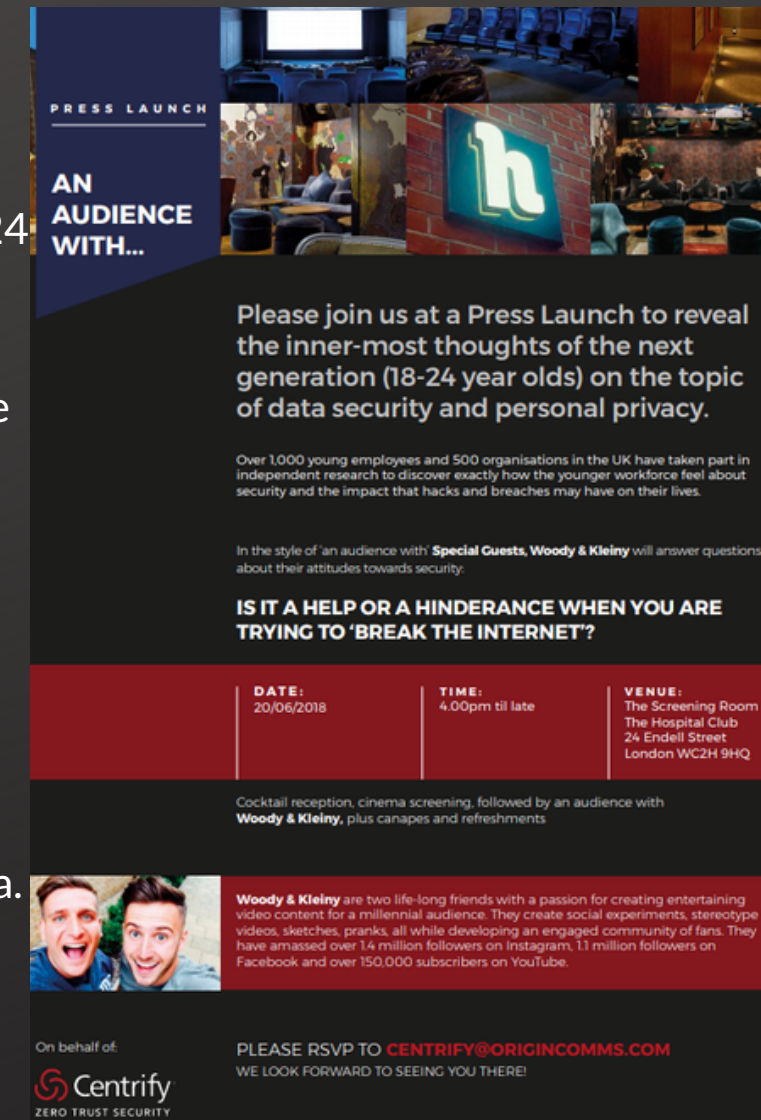 24
e
a.
PRESS LAUNCH
AN
AUDIENCE
WITH...
h
Please join us at a Press Launch to reveal
the inner-most thoughts of the next
generation (18-24 year olds) on the topic
of data security and personal privacy.
Over 1,000 young employees and 500 organisations in the UK have taken part in
independent research to discover exactly how the younger workforce feel about
security and the impact that hacks and breaches may have on their lives.
In the style of 'an audience with' Special Guests, Woody & Kleiny will answer questions
about their attitudes towards security:
IS IT A HELP OR A HINDERANCE WHEN YOU ARE
TRYING TO 'BREAK THE INTERNET'?
DATE:
20/06/2018
TIME:
4.00pm til late
VENUE:
The Screening Room
The Hospital Club
24 Endell Street
London WC2H 9HQ
Cocktail reception, cinema screening, followed by an audience with
Woody & Kleiny, plus canapes and refreshments
Woody & Kleiny are two life-long friends with a passion for creating entertaining
video content for a millennial audience. They create social experiments, stereotype
videos, sketches, pranks, all while developing an engaged community of fans. They
have amassed over 1.4 million followers on Instagram, 1.1 million followers on
Facebook and over 150,000 subscribers on YouTube.
On behalf of:
Centrify
ZERO TRUST SECURITY
PLEASE RSVP TO CENTRIFY@ORIGINCOMMS.COM
WE LOOK FORWARD TO SEEING YOU THERE!